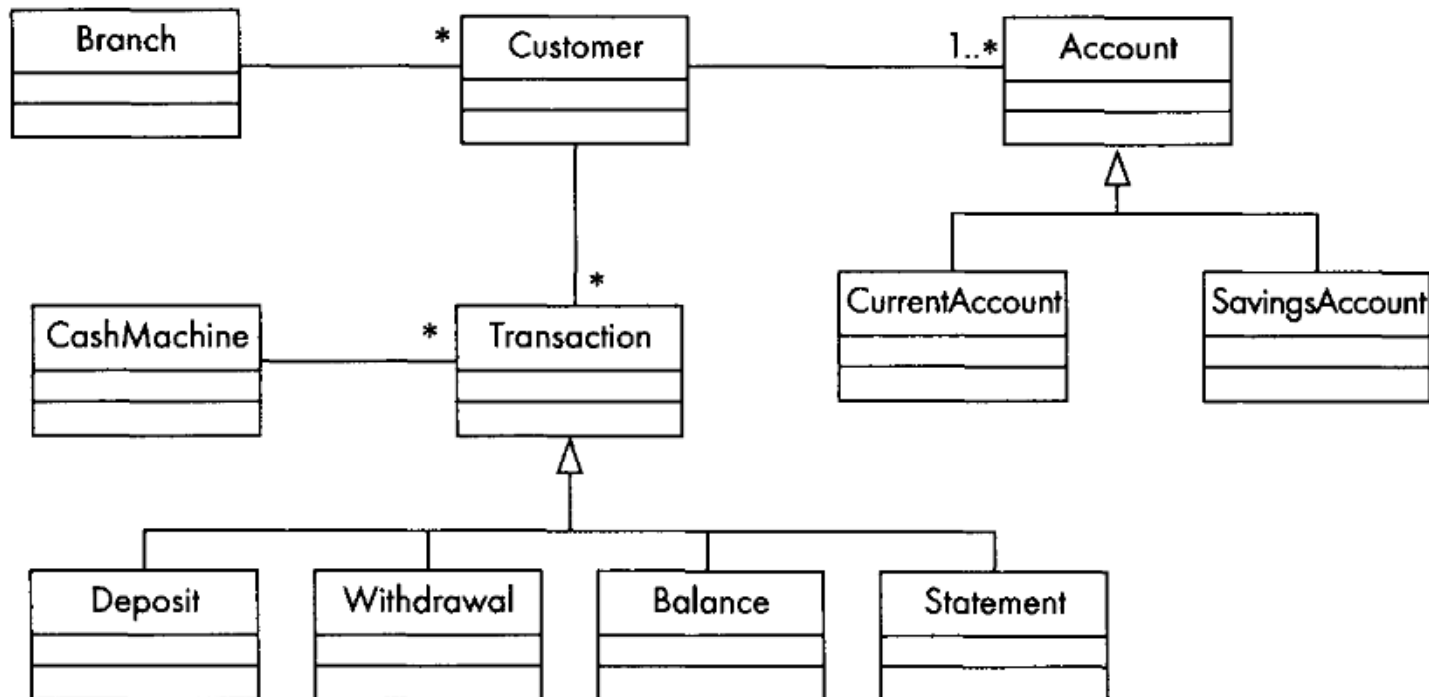 Branch
*
Customer
1..*
Account
*
CurrentAccount
SavingsAccount
CashMachine
*
Transaction
Deposit
Withdrawal
Balance
Statement